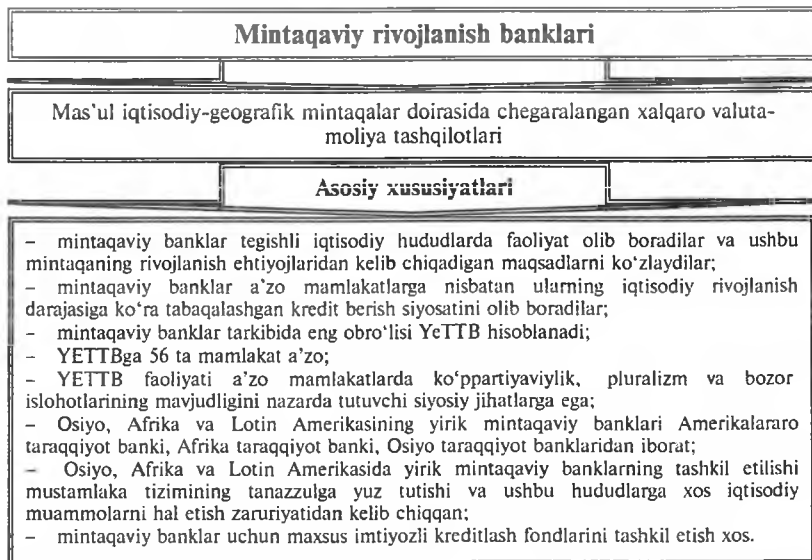 Mintaqaviy rivojlanish banklari
Mas'ul iqtisodiy-geografik mintaqalar doirasida chegaralangan xalqaro valuta-
moliya tashqilotlari
Asosiy xususiyatlari
– mintaqaviy banklar tegishli iqtisodiy hududlarda faoliyat olib boradilar va ushbu
mintaqaning rivojlanish ehtiyojlaridan kelib chiqadigan maqsadlarni ko‘zlaydilar;
– mintaqaviy banklar a’zo mamlakatlarga nisbatan ularning iqtisodiy rivojlanish
darajasiga ko‘ra tabaqalashgan kredit berish siyosatini olib boradilar;
– mintaqaviy banklar tarkibida eng obro‘lisi YeTTB hisoblanadi;
– YETTBga 56 ta mamlakat a’zo;
– YETTB faoliyati a’zo mamlakatlarda ko‘ppartiyaviylik, pluralizm va bozor
islohotlarining mavjudligini nazarda tutuvchi siyosiy jihatlarga ega;
– Osiyo, Afrika va Lotin Amerikasining yirik mintaqaviy banklari Amerikalararo
taraqqiyot banki, Afrika taraqqiyot banki, Osiyo taraqqiyot banklaridan iborat;
– Osiyo, Afrika va Lotin Amerikasida yirik mintaqaviy banklarning tashkil etilishi
mustamlaka tizimining tanazzulga yuz tutishi va ushbu hududlarga xos iqtisodiy
muammolarni hal etish zaruriyatidan kelib chiqqan;
– mintaqaviy banklar uchun maxsus imtiyozli kreditlash fondlarini tashkil etish xos.